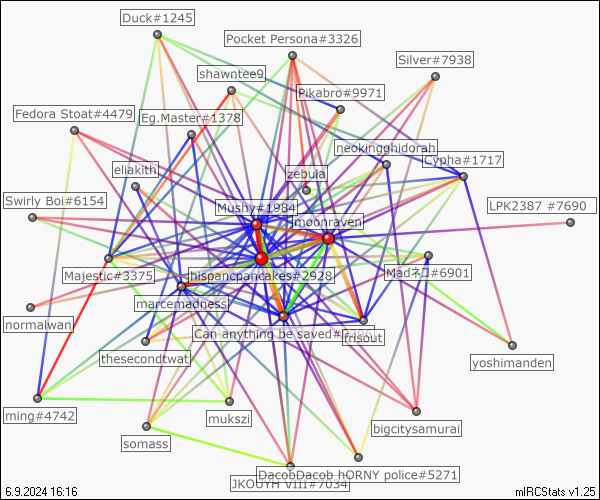 Duck#1245
Pocket Persona#3326
Silver#7938
shawntee9
Pikabro#9971
Fedora Stoat#4479
Eg.Master#1378
neokingghidorah
Cypha#1717
eliakith
zebula
Swirly Boi#6154
Mushy#1984
LPK2387 #7690
moonraven
Majestic#3375
hispancpancakes#2928
Madネコ#6901
marcemadness
normalwan
Can anything be saved
frisout
thesecondtwat
yoshimanden
ming#4742
mukszi
bigcitysamurai
somass
DacobDacob hORNY police#5271
JKOUYH VIII#7034
6.9.2024 16:16
mIRCStats v1.25